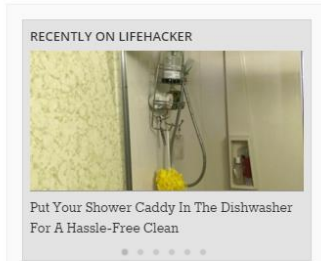 RECENTLY ON LIFEHACKER
Put Your Shower Caddy In The Dishwasher
For A Hassle-Free Clean